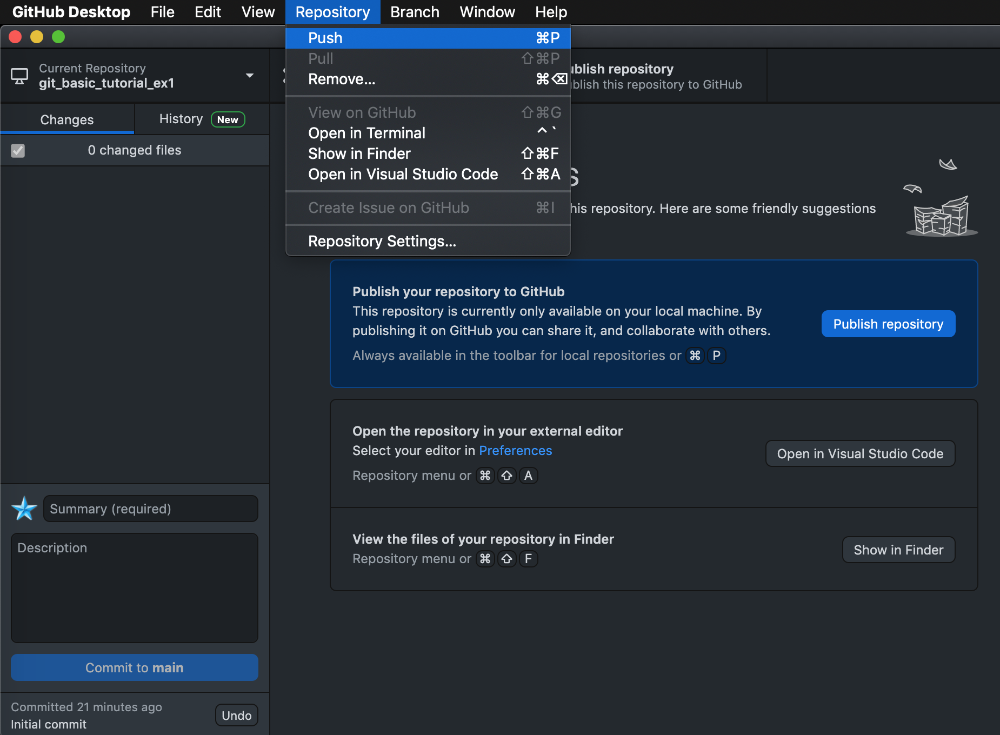 GitHub Desktop File Edit View Repository Branch Window Help
Push ⌘P
Pull ⇧⌘P
Remove... ⌘⌫
View on GitHub ⇧⌘G
Open in Terminal ^ `
Show in Finder ⇧⌘F
Open in Visual Studio Code ⇧⌘A
Create Issue on GitHub ⌘I
Repository Settings...
Current Repository
git_basic_tutorial_ex1
ublish repository
blish this repository to GitHub
Changes
History New
0 changed files
s
his repository. Here are some friendly suggestions
Publish your repository to GitHub
This repository is currently only available on your local machine. By
publishing it on GitHub you can share it, and collaborate with others.
Always available in the toolbar for local repositories or ⌘ P
Publish repository
Open the repository in your external editor
Select your editor in Preferences
Repository menu or ⌘ ⇧ A
Open in Visual Studio Code
View the files of your repository in Finder
Repository menu or ⌘ ⇧ F
Show in Finder
Summary (required)
Description
Commit to main
Committed 21 minutes ago
Initial commit
Undo